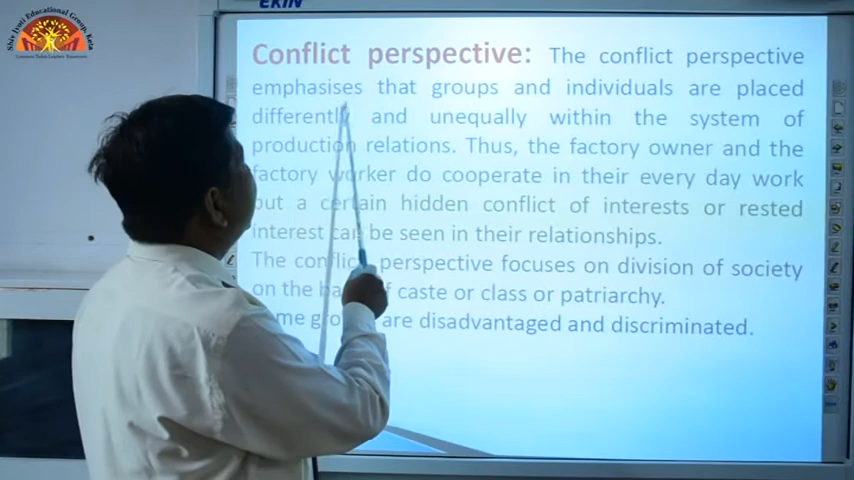 EKIN
Shiv Jyoti Educational Group, Kota
Conflict perspective: The conflict perspective
emphasises that groups and individuals are placed
differently and unequally within the system of
production relations. Thus, the factory owner and the
factory worker do cooperate in their every day work
but a certain hidden conflict of interests or rested
interest can be seen in their relationships.
The conflict perspective focuses on division of society
on the of caste or class or patriarchy.
are disadvantaged and discriminated.